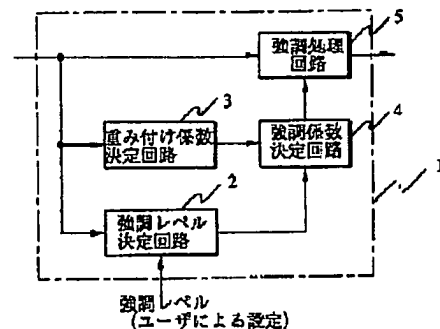 5
強調処理
回路
3
4
重み付け係数
決定回路
強調係数
決定回路
1
2
強調レベル
決定回路
強調レベル
(ユーザによる設定)